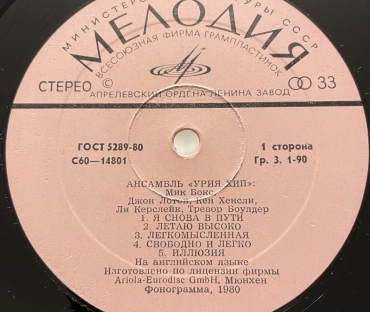 МИНИСТЕРСТВО КУЛЬТУРЫ СССР
МЕЛОДИЯ
ВСЕСОЮЗНАЯ ФИРМА ГРАМПЛАСТИНОК
СТЕРЕО 33
АПРЕЛЕВСКИЙ ОРДЕНА ЛЕНИНА ЗАВОД
ГОСТ 5289-80 1 сторона
С60—14801 Гр. 3. 1-90
АНСАМБЛЬ «УРИЯ ХИП»:
Мик Бокс,
Джон Лотон, Кен Хенсли,
Ли Керслейк, Тревор Боулдер
1. Я СНОВА В ПУТИ
2. ЛЕТАЮ ВЫСОКО
3. ЛЕГКОМЫСЛЕННАЯ
4. СВОБОДНО И ЛЕГКО
5. ИЛЛЮЗИЯ
На английском языке
Изготовлено по лицензии фирмы
Ariola-Eurodisc GmbH, Мюнхен
Фонограмма, 1980